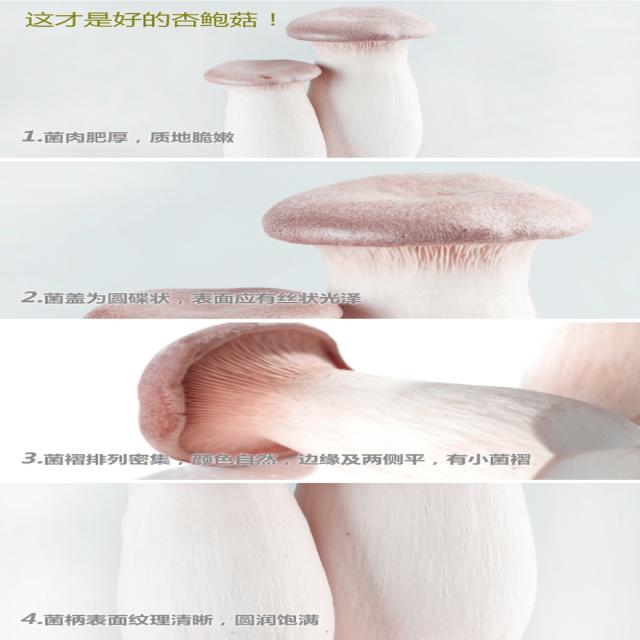 这才是好的杏鲍菇！
1.菌肉肥厚，质地脆嫩
2.菌盖为圆碟状，表面应有丝状光泽
3.菌褶排列密集，颜色自然，边缘及两侧平，有小菌褶
4.菌柄表面纹理清晰，圆润饱满